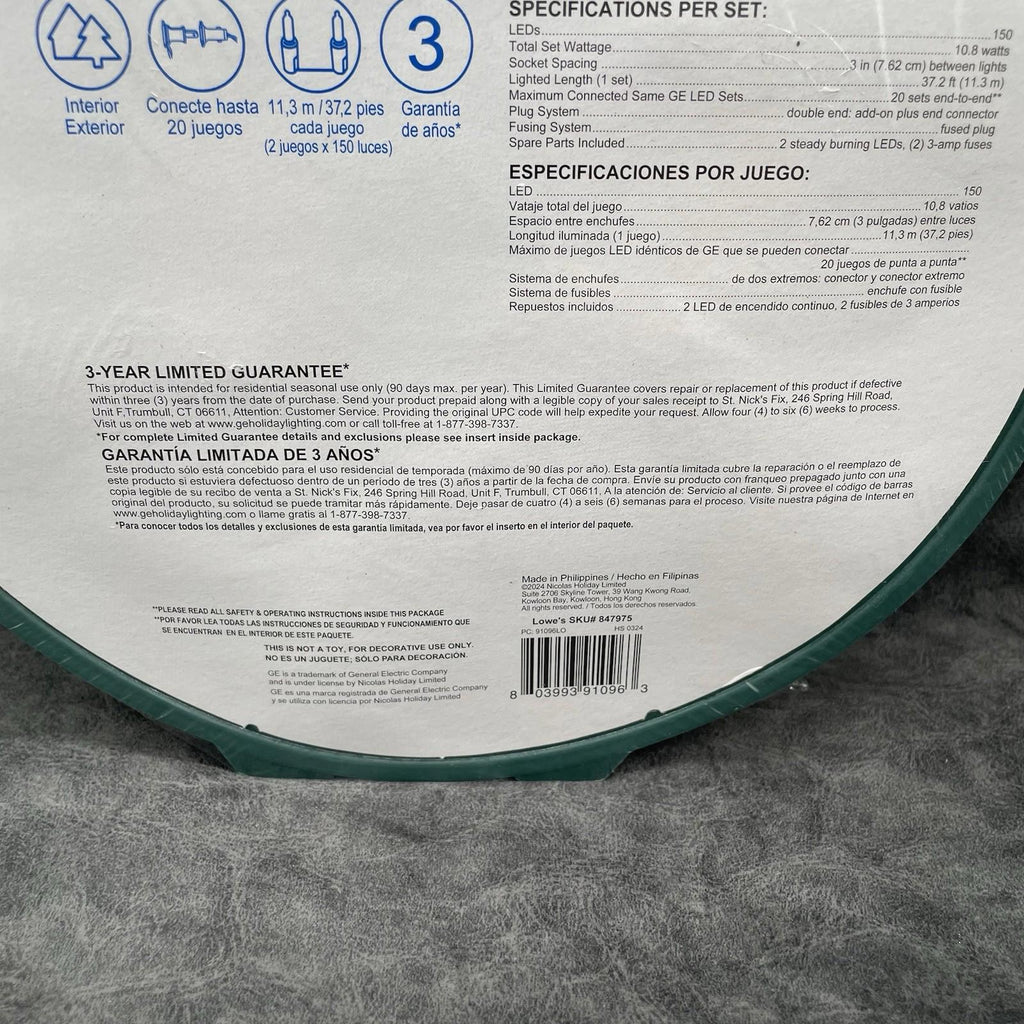 3
Interior
Exterior
Conecte hasta
20 juegos
11,3 m / 37,2 pies
cada juego
(2 juegos x 150 luces)
Garantía
de años*
SPECIFICATIONS PER SET:
LEDs 150
Total Set Wattage 10.8 watts
Socket Spacing 3 in (7.62 cm) between lights
Lighted Length (1 set) 37.2 ft (11.3 m)
Maximum Connected Same GE LED Sets 20 sets end-to-end**
Plug System double end: add-on plus end connector
Fusing System fused plug
Spare Parts Included 2 steady burning LEDs, (2) 3-amp fuses
ESPECIFICACIONES POR JUEGO:
LED 150
Vataje total del juego 10,8 vatios
Espacio entre enchufes 7,62 cm (3 pulgadas) entre luces
Longitud iluminada (1 juego) 11,3 m (37,2 pies)
Máximo de juegos LED idénticos de GE que se pueden conectar
20 juegos de punta a punta**
Sistema de enchufes de dos extremos: conector y conector extremo
Sistema de fusibles enchufe con fusible
Repuestos incluidos 2 LED de encendido continuo, 2 fusibles de 3 amperios
3-YEAR LIMITED GUARANTEE*
This product is intended for residential seasonal use only (90 days max. per year). This Limited Guarantee covers repair or replacement of this product if defective
within three (3) years from the date of purchase. Send your product prepaid along with a legible copy of your sales receipt to St. Nick's Fix, 246 Spring Hill Road,
Unit F, Trumbull, CT 06611, Attention: Customer Service. Providing the original UPC code will help expedite your request. Allow four (4) to six (6) weeks to process.
Visit us on the web at www.geholidaylighting.com or call toll-free at 1-877-398-7337.
*For complete Limited Guarantee details and exclusions please see insert inside package.
GARANTÍA LIMITADA DE 3 AÑOS*
Este producto sólo está concebido para el uso residencial de temporada (máximo de 90 días por año). Esta garantía limitada cubre la reparación o el reemplazo de
este producto si estuviera defectuoso dentro de un período de tres (3) años a partir de la fecha de compra. Envíe su producto con franqueo prepagado junto con una
copia legible de su recibo de venta a St. Nick's Fix, 246 Spring Hill Road, Unit F, Trumbull, CT 06611. A la atención de: Servicio al cliente. Si provee el código de barras
original del producto, su solicitud se puede tramitar más rápidamente. Deje pasar de cuatro (4) a seis (6) semanas para el proceso. Visite nuestra página de Internet en
www.geholidaylighting.com o llame gratis al 1-877-398-7337.
*Para conocer todos los detalles y exclusiones de esta garantía limitada, vea por favor el inserto en el interior del paquete.
Made in Philippines / Hecho en Filipinas
©2024 Nicolas Holiday Limited
Suite 2706 Skyline Tower, 39 Wang Kwong Road,
Kowloon Bay, Kowloon, Hong Kong
All rights reserved. / Todos los derechos reservados.
Lowe's SKU# 847975
PC: 91096LO HS 0324
8 03993 91096 3
**PLEASE READ ALL SAFETY & OPERATING INSTRUCTIONS INSIDE THIS PACKAGE
**POR FAVOR LEA TODAS LAS INSTRUCCIONES DE SEGURIDAD Y FUNCIONAMIENTO QUE
SE ENCUENTRAN EN EL INTERIOR DE ESTE PAQUETE.
THIS IS NOT A TOY, FOR DECORATIVE USE ONLY.
NO ES UN JUGUETE; SÓLO PARA DECORACIÓN.
GE is a trademark of General Electric Company
and is under license by Nicolas Holiday Limited
GE es una marca registrada de General Electric Company
y se utiliza con licencia por Nicolas Holiday Limited